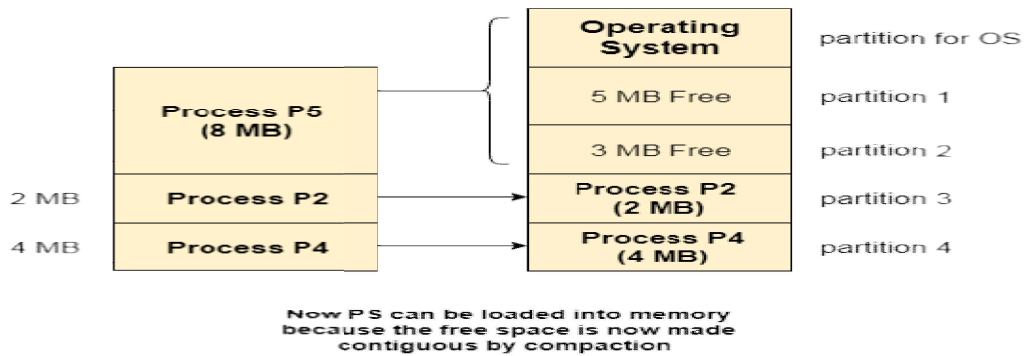 Operating
System
partition for OS
Process P5
(8 MB)
5 MB Free
partition 1
3 MB Free
partition 2
2 MB
Process P2
Process P2
(2 MB)
partition 3
4 MB
Process P4
Process P4
(4 MB)
partition 4
Now PS can be loaded into memory
because the free space is now made
contiguous by compaction